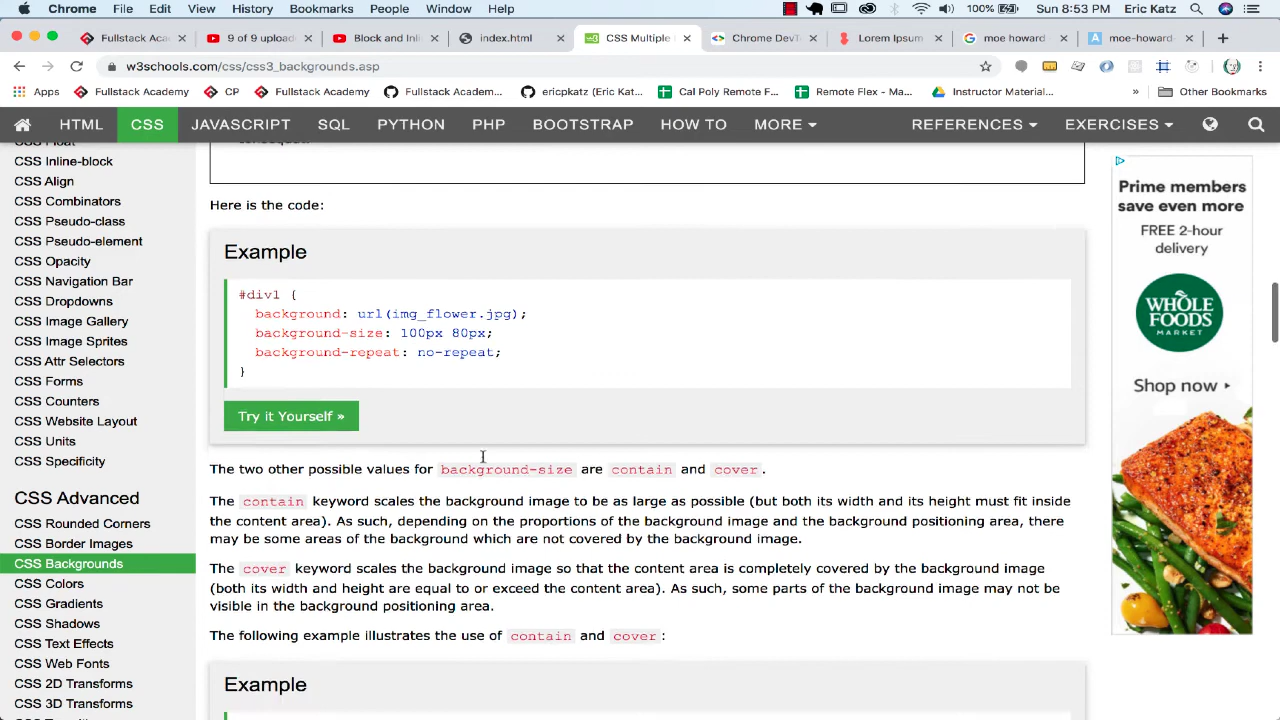 Chrome File Edit View History Bookmarks People Window Help 100% Sun 8:53 PM Eric Katz
Fullstack Aca 9 of 9 upload Block and Inli index.html CSS Multiple Chrome DevT Lorem Ipsum moe howard moe-howard
w3schools.com/css/css3_backgrounds.asp
Apps Fullstack Academy CP Fullstack Academy Fullstack Academ... ericpkatz (Eric Katz... Cal Poly Remote F... Remote Flex - Ma... Instructor Material... » Other Bookmarks
HTML CSS JAVASCRIPT SQL PYTHON PHP BOOTSTRAP HOW TO MORE REFERENCES EXERCISES
CSS Inline-block
CSS Align
CSS Combinators
CSS Pseudo-class
CSS Pseudo-element
CSS Opacity
CSS Navigation Bar
CSS Dropdowns
CSS Image Gallery
CSS Image Sprites
CSS Attr Selectors
CSS Forms
CSS Counters
CSS Website Layout
CSS Units
CSS Specificity
CSS Advanced
CSS Rounded Corners
CSS Border Images
CSS Backgrounds
CSS Colors
CSS Gradients
CSS Shadows
CSS Text Effects
CSS Web Fonts
CSS 2D Transforms
CSS 3D Transforms
Here is the code:
Example
#div1 {
background: url(img_flower.jpg);
background-size: 100px 80px;
background-repeat: no-repeat;
}
Try it Yourself »
The two other possible values for background-size are contain and cover.
The contain keyword scales the background image to be as large as possible (but both its width and its height must fit inside
the content area). As such, depending on the proportions of the background image and the background positioning area, there
may be some areas of the background which are not covered by the background image.
The cover keyword scales the background image so that the content area is completely covered by the background image
(both its width and height are equal to or exceed the content area). As such, some parts of the background image may not be
visible in the background positioning area.
The following example illustrates the use of contain and cover:
Example
Prime members
save even more
FREE 2-hour
delivery
WHOLE
FOODS
MARKET
Shop now